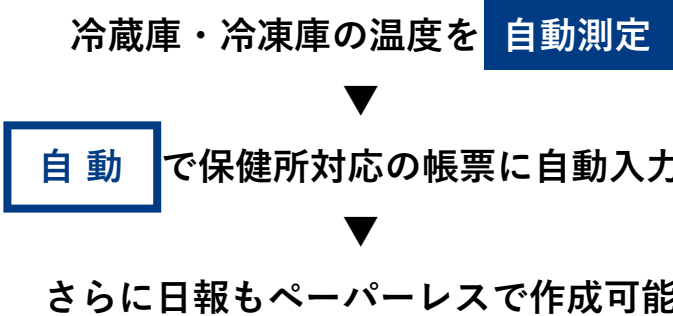 冷蔵庫・冷凍庫の温度を 自動測定
▼
自 動 で保健所対応の帳票に自動入力
▼
さらに日報もペーパーレスで作成可能